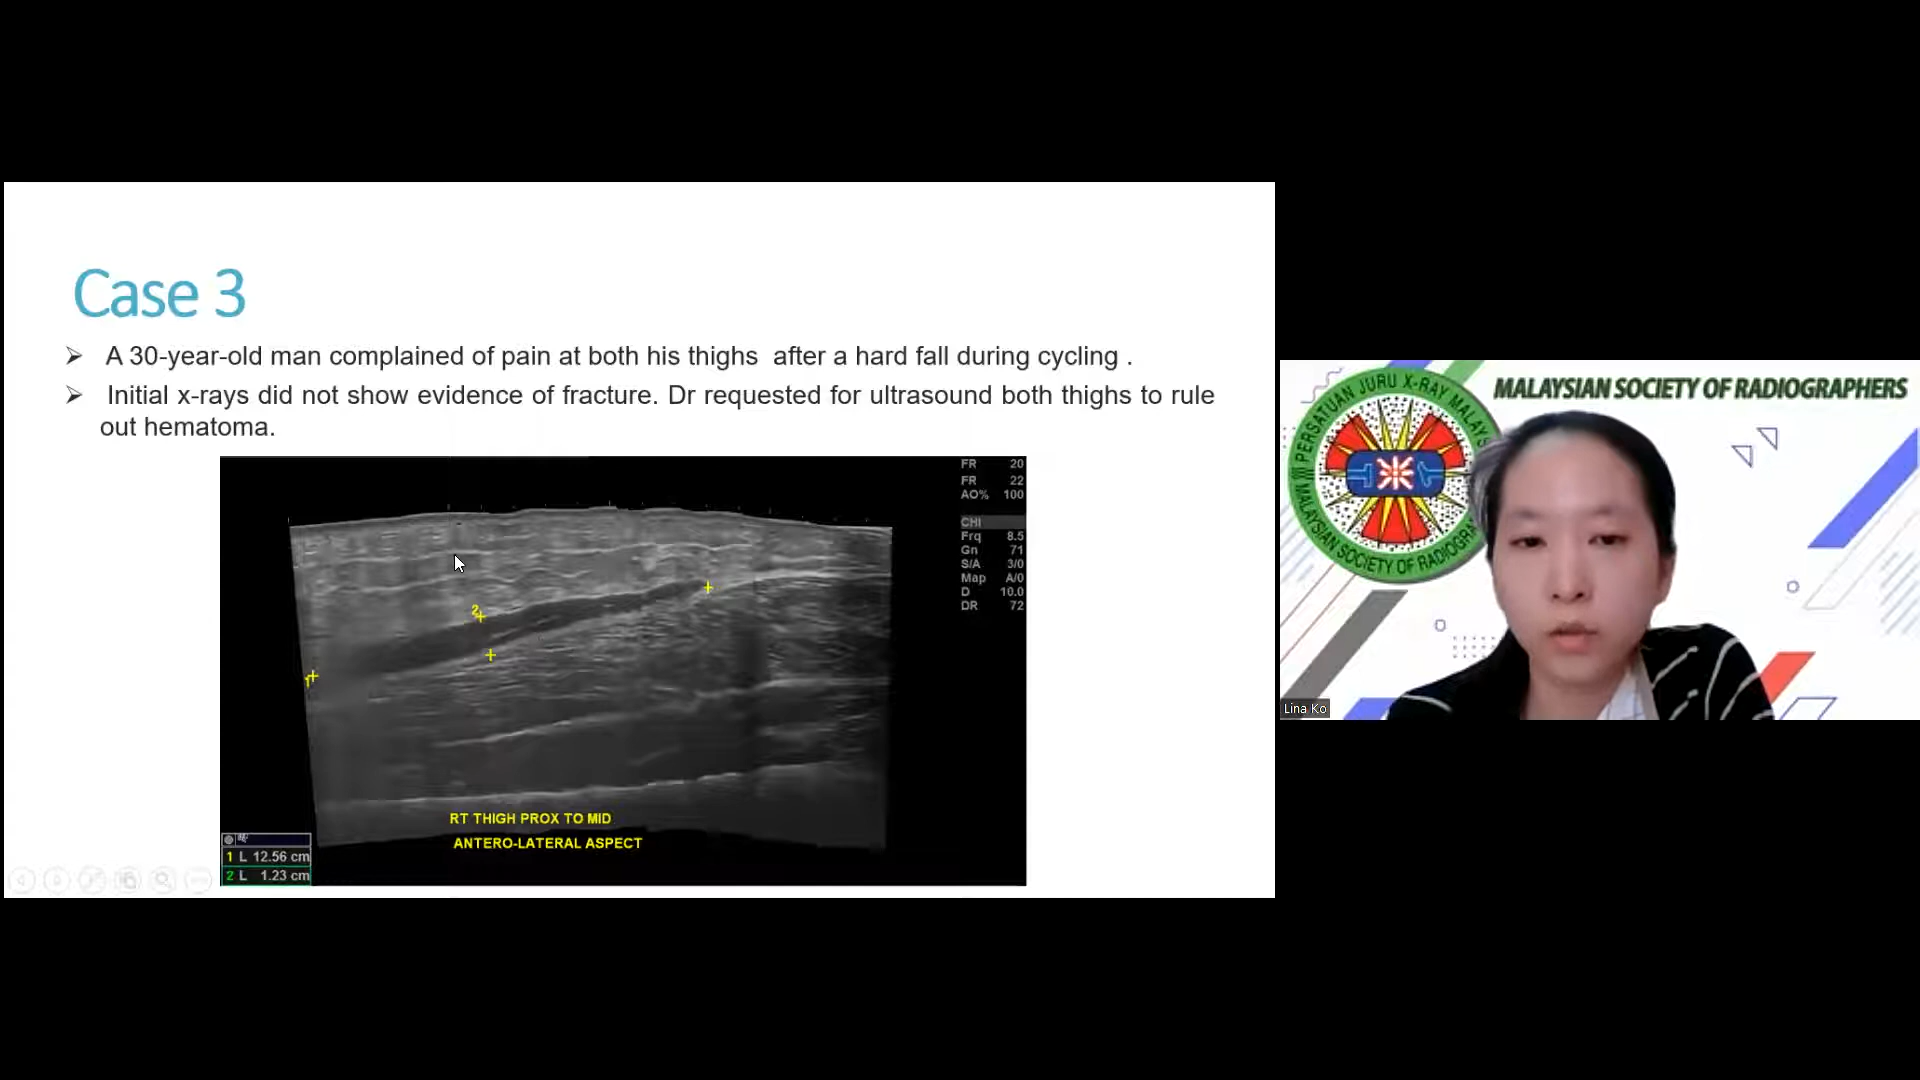 Case 3
A 30-year-old man complained of pain at both his thighs after a hard fall during cycling .
Initial x-rays did not show evidence of fracture. Dr requested for ultrasound both thighs to rule
out hematoma.
FR 20
FR 22
AO% 100
CHI
Frq 8.5
Gn 71
S/A 3/0
Map A/0
D 10.0
DR 72
2
1
RT THIGH PROX TO MID
ANTERO-LATERAL ASPECT
1 L 12.56 cm
2 L 1.23 cm
MALAYSIAN SOCIETY OF RADIOGRAPHERS
PERSATUAN JURU X-RAY MALAYS
MALAYSIAN SOCIETY OF RADIOGRA
Lina Ko